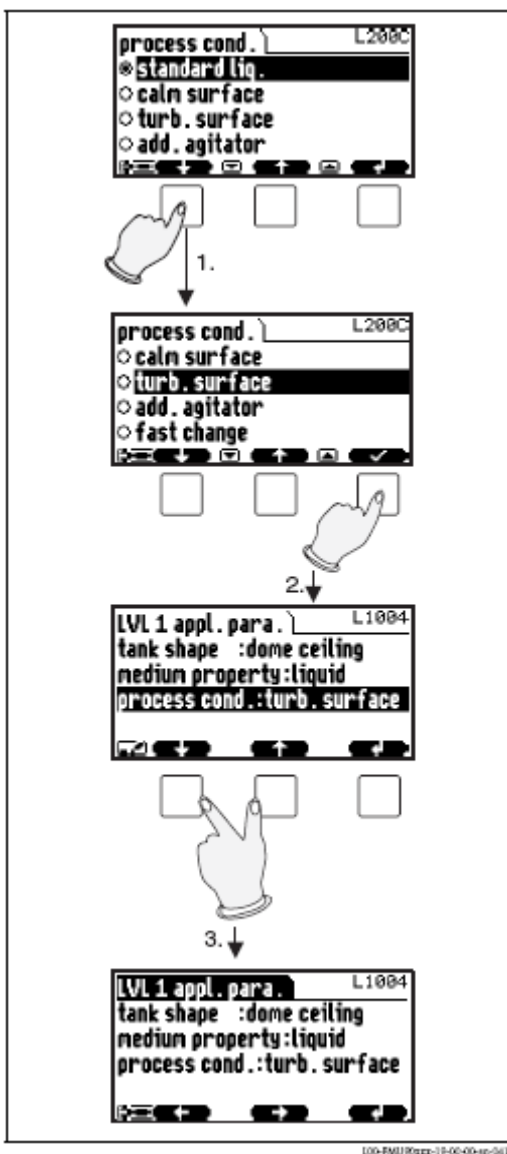 process cond. L200C
standard liq.
calm surface
turb. surface
add. agitator
1.
process cond. L200C
calm surface
turb. surface
add. agitator
fast change
2.
LVL 1 appl. para. L1004
tank shape :dome ceiling
medium property:liquid
process cond.:turb. surface
3.
LVL 1 appl. para. L1004
tank shape :dome ceiling
medium property:liquid
process cond.:turb. surface